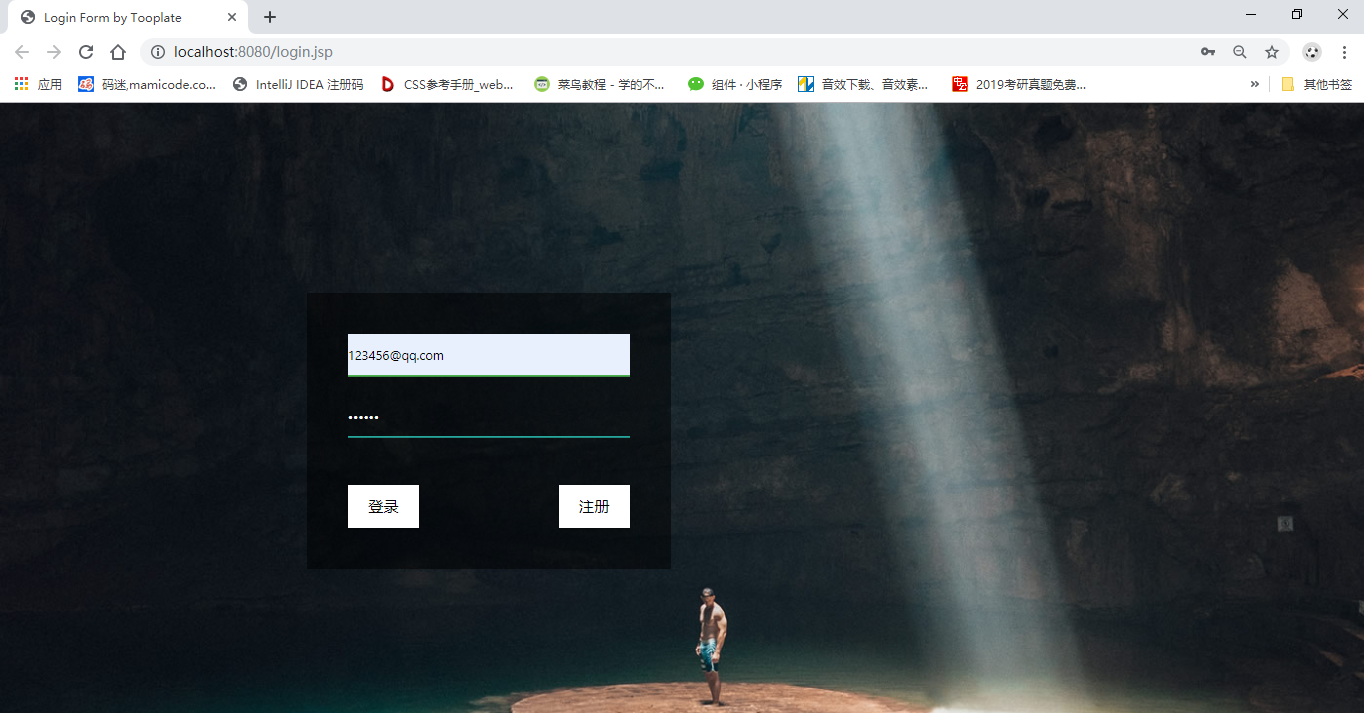 Login Form by Tooplate
localhost:8080/login.jsp
应用 码迷,mamicode.co... IntelliJ IDEA 注册码 CSS参考手册_web... 菜鸟教程 - 学的不... 组件 · 小程序 音效下载、音效素... 2019考研真题免费... » 其他书签
123456@qq.com
••••••
登录 注册